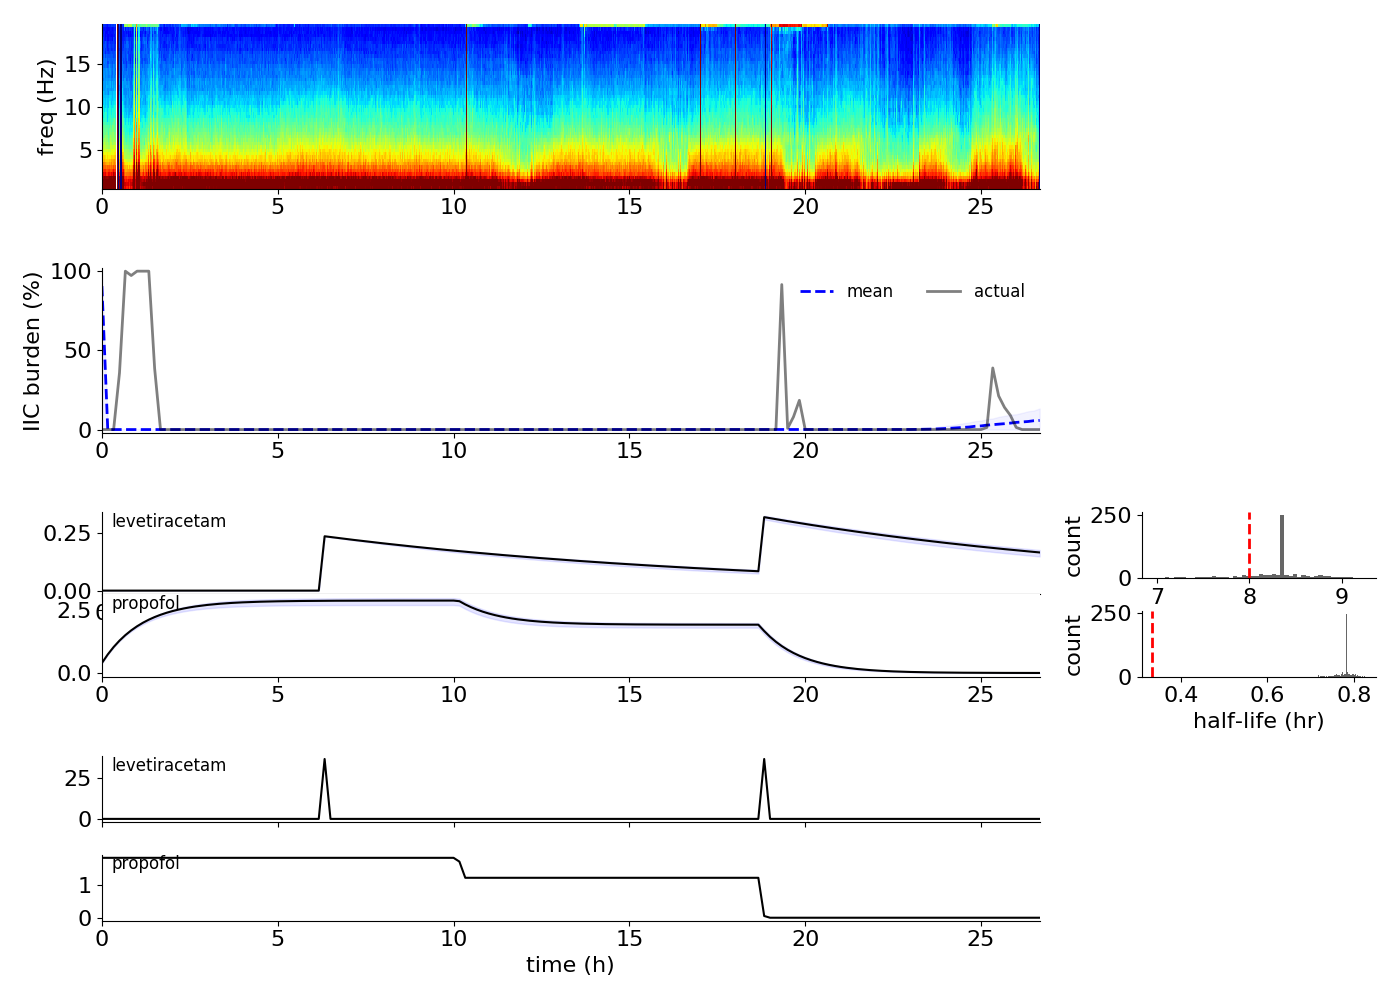 freq (Hz)
15
10
5
0 5 10 15 20 25
IIC burden (%)
100
50
0
mean actual
0 5 10 15 20 25
levetiracetam
0.25
0.00
propofol
2.5
0.0
0 5 10 15 20 25
count
250
0
7 8 9
count
250
0
0.4 0.6 0.8
half-life (hr)
levetiracetam
25
0
propofol
1
0
0 5 10 15 20 25
time (h)